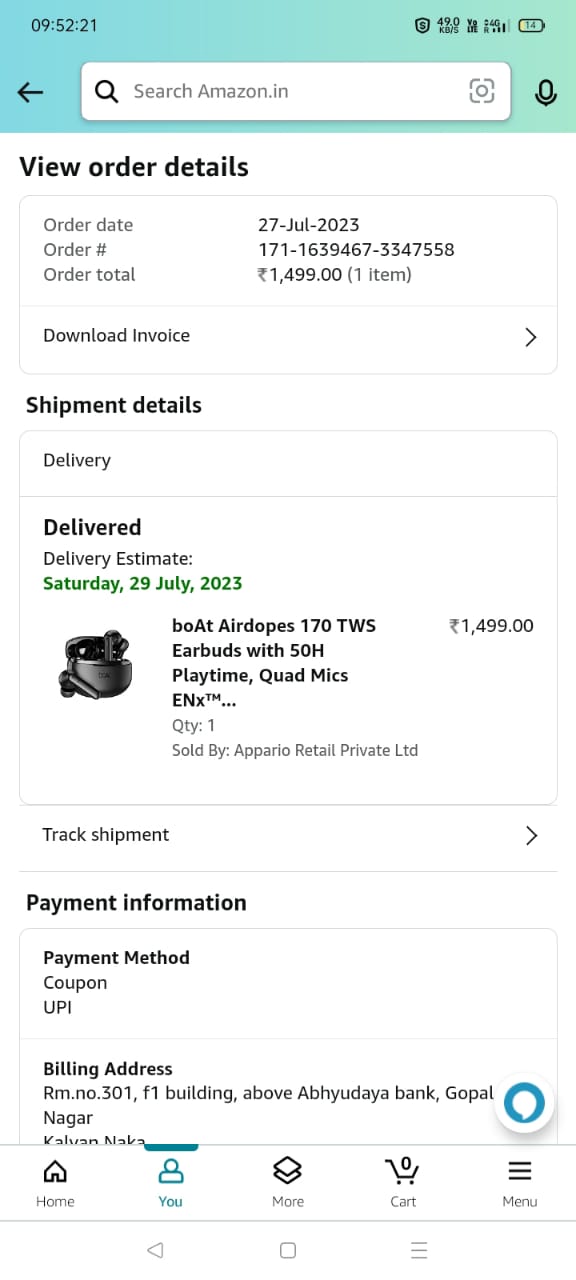 09:52:21
49.0 KB/S
14
Search Amazon.in
View order details
Order date 27-Jul-2023
Order # 171-1639467-3347558
Order total ₹1,499.00 (1 item)
Download Invoice
Shipment details
Delivery
Delivered
Delivery Estimate:
Saturday, 29 July, 2023
boAt Airdopes 170 TWS ₹1,499.00
Earbuds with 50H
Playtime, Quad Mics
ENx™...
Qty: 1
Sold By: Appario Retail Private Ltd
Track shipment
Payment information
Payment Method
Coupon
UPI
Billing Address
Rm.no.301, f1 building, above Abhyudaya bank, Gopal
Nagar
Kalyan Naka
0
Home You More Cart Menu